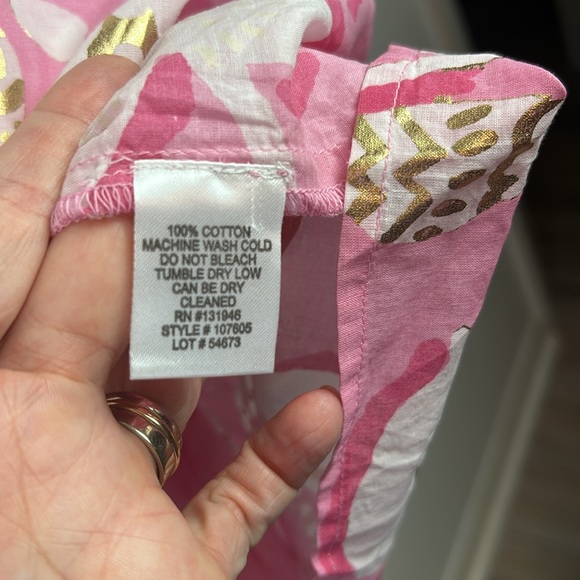 100% COTTON
MACHINE WASH COLD
DO NOT BLEACH
TUMBLE DRY LOW
CAN BE DRY
CLEANED
RN #131946
STYLE # 107605
LOT # 54673